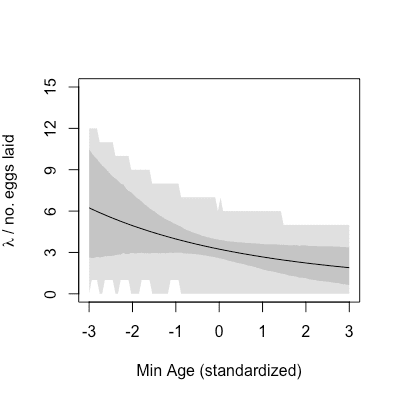 λ / no. eggs laid
15
12
9
6
3
0
-3 -2 -1 0 1 2 3
Min Age (standardized)